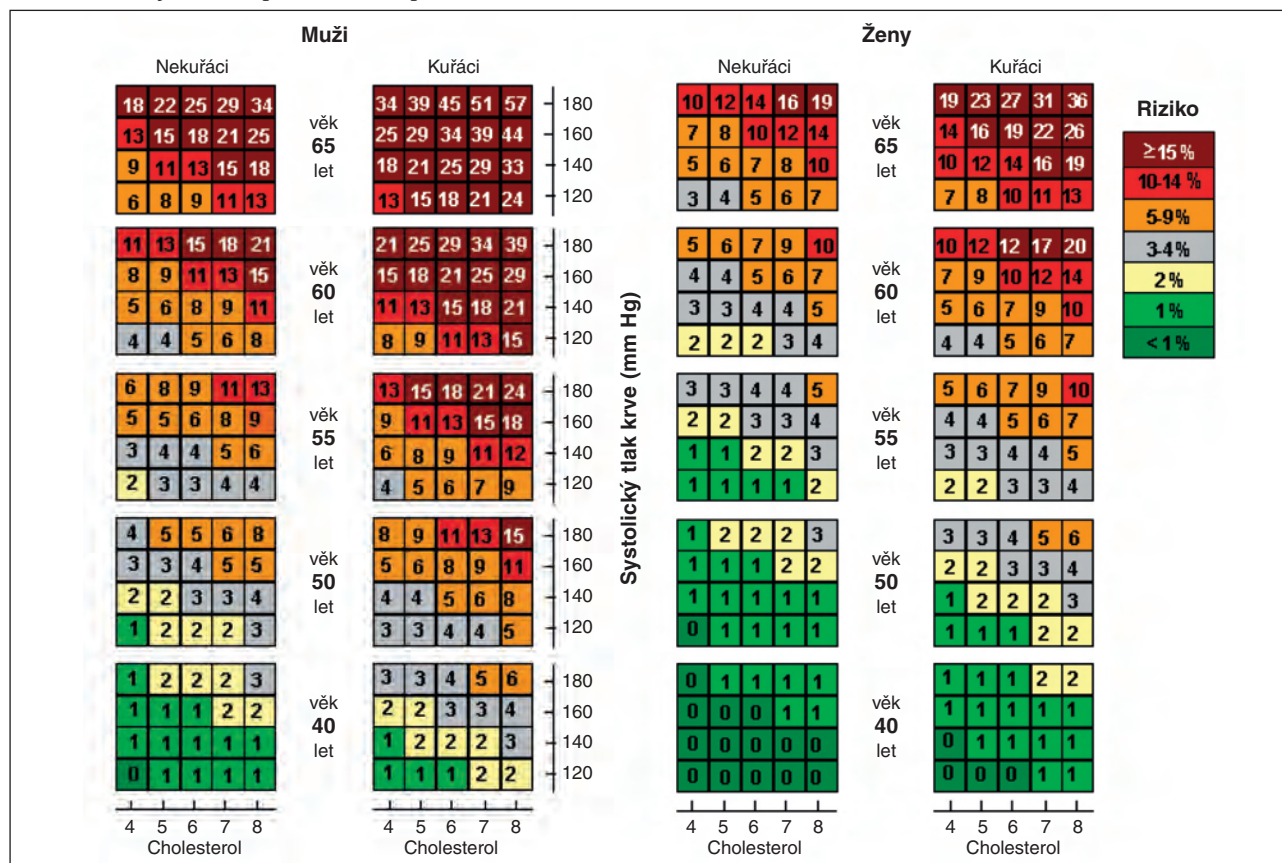 Muži Ženy
Nekuřáci Kuřáci Nekuřáci Kuřáci
Riziko
≥15 %
10-14 %
5-9%
3-4%
2 %
1 %
< 1 %
Systolický tlak krve (mm Hg)
18 22 25 29 34 34 39 45 51 57 180 10 12 14 16 19 19 23 27 31 36
13 15 18 21 25 věk 25 29 34 39 44 160 7 8 10 12 14 věk 14 16 19 22 26
65
9 11 13 15 18 let 18 21 25 29 33 140 5 6 7 8 10 65 let 10 12 14 16 19
6 8 9 11 13 13 15 18 21 24 120 3 4 5 6 7 7 8 10 11 13
11 13 15 18 21 21 25 29 34 39 180 5 6 7 9 10 10 12 12 17 20
8 9 11 13 15 věk 15 18 21 25 29 160 4 4 5 6 7 věk 7 9 10 12 14
60
5 6 8 9 11 let 11 13 15 18 21 140 3 3 4 4 5 60 let 5 6 7 9 10
4 4 5 6 8 8 9 11 13 15 120 2 2 2 3 4 4 4 5 6 7
6 8 9 11 13 13 15 18 21 24 180 3 3 4 4 5 5 6 7 9 10
5 5 6 8 9 věk 9 11 13 15 18 160 2 2 3 3 4 věk 4 4 5 6 7
55
3 4 4 5 6 let 6 8 9 11 12 140 1 1 2 2 3 55 let 3 3 4 4 5
2 3 3 4 4 4 5 6 7 9 120 1 1 1 1 2 2 2 3 3 4
4 5 5 6 8 8 9 11 13 15 180 1 2 2 2 3 3 3 4 5 6
3 3 4 5 5 věk 5 6 8 9 11 160 1 1 1 2 2 věk 2 2 3 3 4
50
2 2 3 3 4 let 4 4 5 6 8 140 1 1 1 1 1 50 let 1 2 2 2 3
1 2 2 2 3 3 3 4 4 5 120 0 1 1 1 1 1 1 1 2 2
1 2 2 2 3 3 3 4 5 6 180 0 1 1 1 1 1 1 1 2 2
1 1 1 2 2 věk 2 2 3 3 4 160 0 0 0 1 1 věk 1 1 1 1 1
40
1 1 1 1 1 let 1 2 2 2 3 140 0 0 0 0 0 40 let 0 1 1 1 1
0 1 1 1 1 1 1 1 2 2 120 0 0 0 0 0 0 0 0 1 1
4 5 6 7 8 4 5 6 7 8 4 5 6 7 8 4 5 6 7 8
Cholesterol Cholesterol Cholesterol Cholesterol